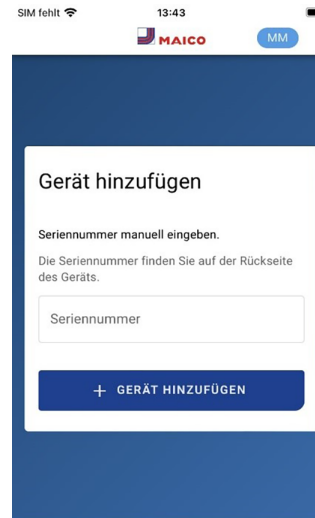 SIM fehlt 13:43
MAICO MM
Gerät hinzufügen
Seriennummer manuell eingeben.
Die Seriennummer finden Sie auf der Rückseite
des Geräts.
Seriennummer
+ GERÄT HINZUFÜGEN